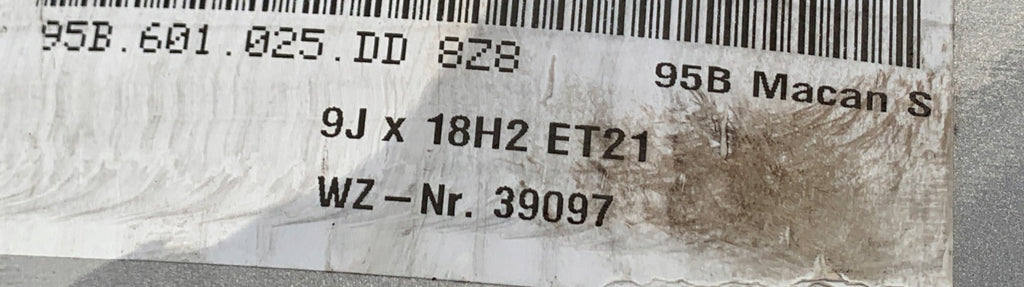 95B.601.025.DD 8Z8
95B Macan S
9J x 18H2 ET21
WZ-Nr. 39097